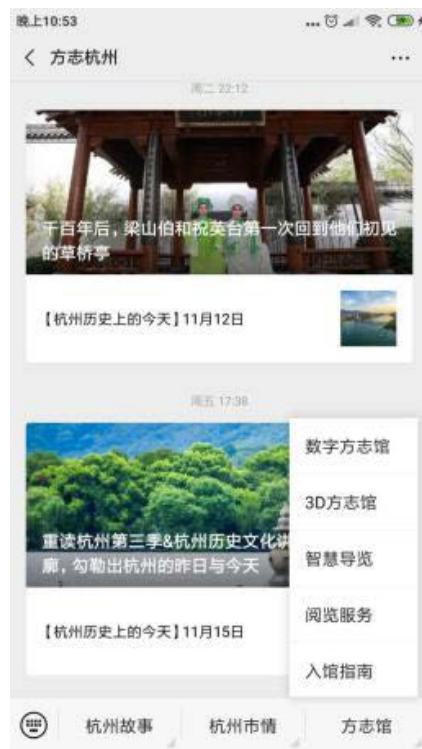 晚上10:53
方志杭州
周二 22:12
千百年后，梁山伯和祝英台第一次回到他们初见
的草桥亭
【杭州历史上的今天】11月12日
周五 17:38
重读杭州第三季&杭州历史文化讲
廊，勾勒出杭州的昨日与今天
【杭州历史上的今天】11月15日
数字方志馆
3D方志馆
智慧导览
阅览服务
入馆指南
杭州故事
杭州市情
方志馆